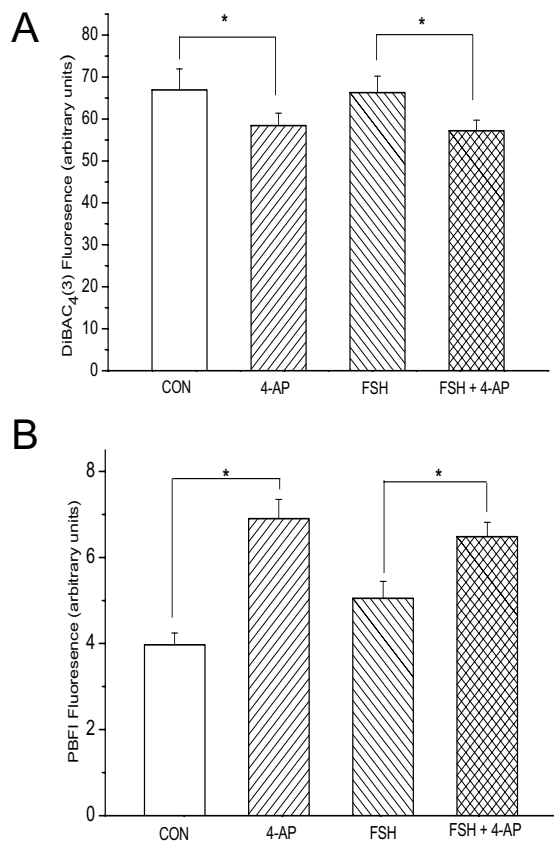 A
*
*
80
70
60
50
40
30
20
10
0
DiBAC4(3) Fluoresence (arbitrary units)
CON
4-AP
FSH
FSH + 4-AP
B
*
*
8
6
4
2
0
PBFI Fluoresence (arbitrary units)
CON
4-AP
FSH
FSH + 4-AP